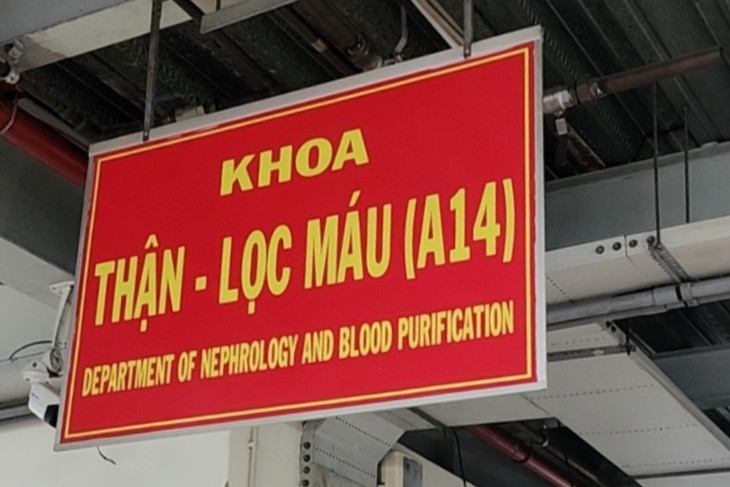 KHOA
THẬN - LỌC MÁU (A14)
DEPARTMENT OF NEPHROLOGY AND BLOOD PURIFICATION